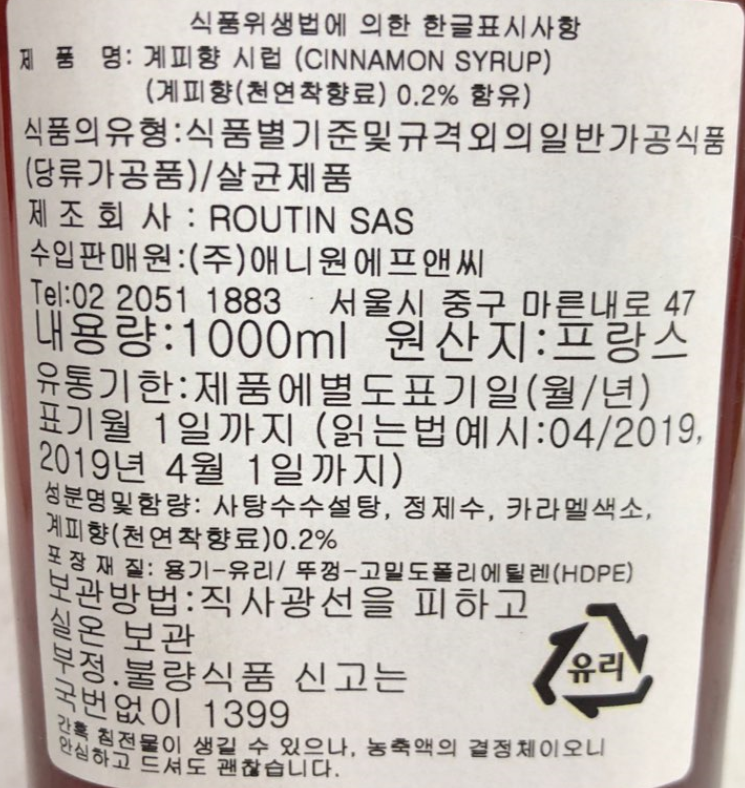 식품위생법에 의한 한글표시사항
제 품 명: 계피향 시럽 (CINNAMON SYRUP)
(계피향(천연착향료) 0.2% 함유)
식품의유형:식품별기준및규격외의일반가공식품
(당류가공품)/살균제품
제 조 회 사 : ROUTIN SAS
수입판매원:(주)애니원에프앤씨
Tel:02 2051 1883 서울시 중구 마른내로 47
내용량:1000ml 원산지:프랑스
유통기한:제품에별도표기일(월/년)
표기월 1일까지 (읽는법예시:04/2019,
2019년 4월 1일까지)
성분명및함량: 사탕수수설탕, 정제수, 카라멜색소,
계피향(천연착향료)0.2%
포 장 재 질: 용기-유리/ 뚜껑-고밀도폴리에틸렌(HDPE)
보관방법:직사광선을 피하고
실온 보관
부정.불량식품 신고는
국번없이 1399
유리
간혹 침전물이 생길 수 있으나, 농축액의 결정체이오니
안심하고 드셔도 괜찮습니다.